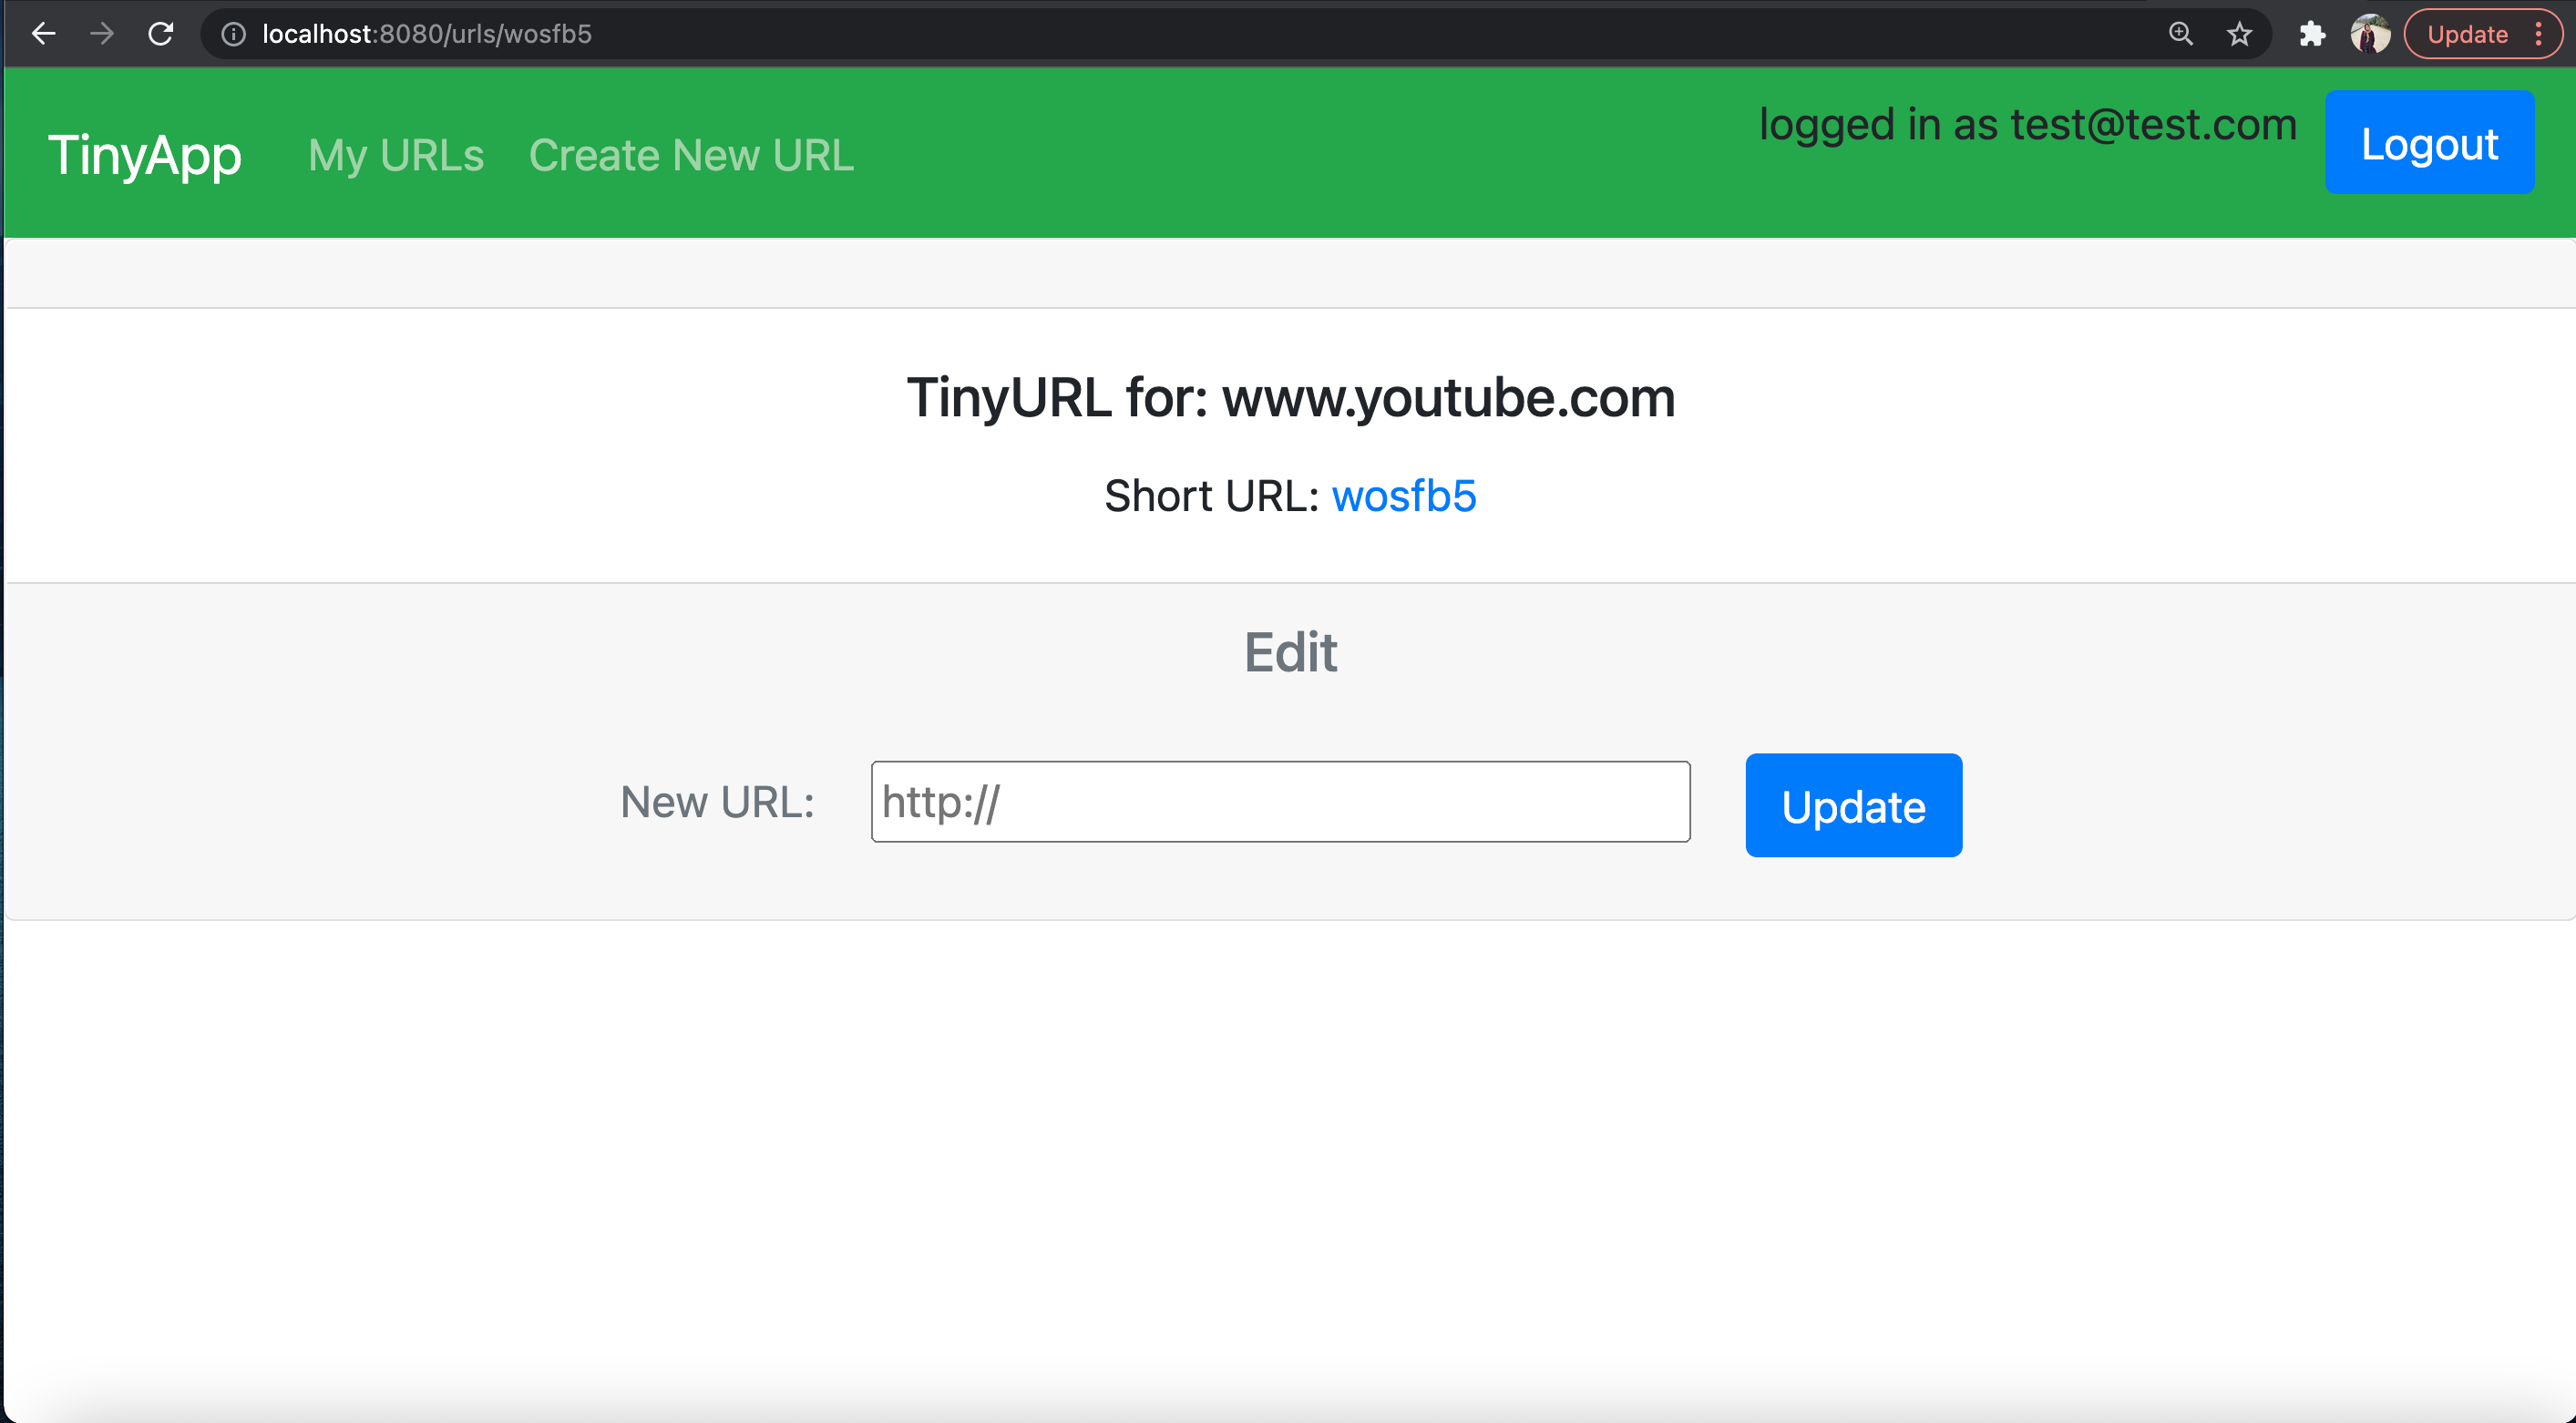 localhost:8080/urls/wosfb5 Update
TinyApp My URLs Create New URL logged in as test@test.com Logout
TinyURL for: www.youtube.com
Short URL: wosfb5
Edit
New URL: http:// Update